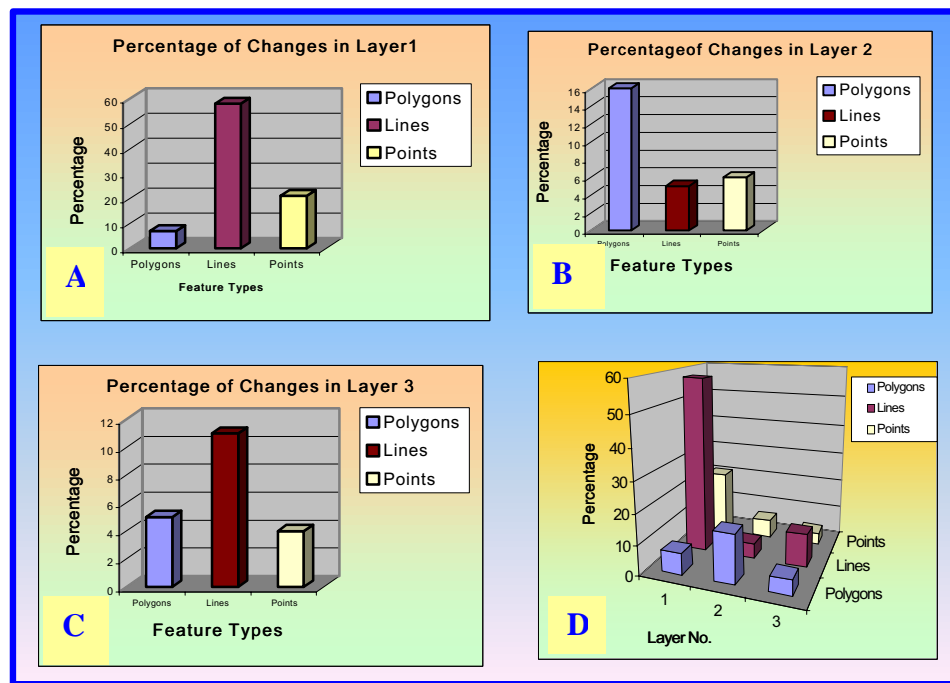 Percentage of Changes in Layer1
60
50
40
30
20
10
0
Percentage
Polygons Lines Points
Feature Types
Polygons
Lines
Points
A
Percentageof Changes in Layer 2
16
14
12
10
8
6
4
2
0
Percentage
Polygons Lines Points
Feature Types
Polygons
Lines
Points
B
Percentage of Changes in Layer 3
12
10
8
6
4
2
0
Percentage
Polygons Lines Points
Feature Types
Polygons
Lines
Points
C
60
50
40
30
20
10
0
Percentage
1 2 3
Layer No.
Points
Lines
Polygons
Polygons
Lines
Points
D